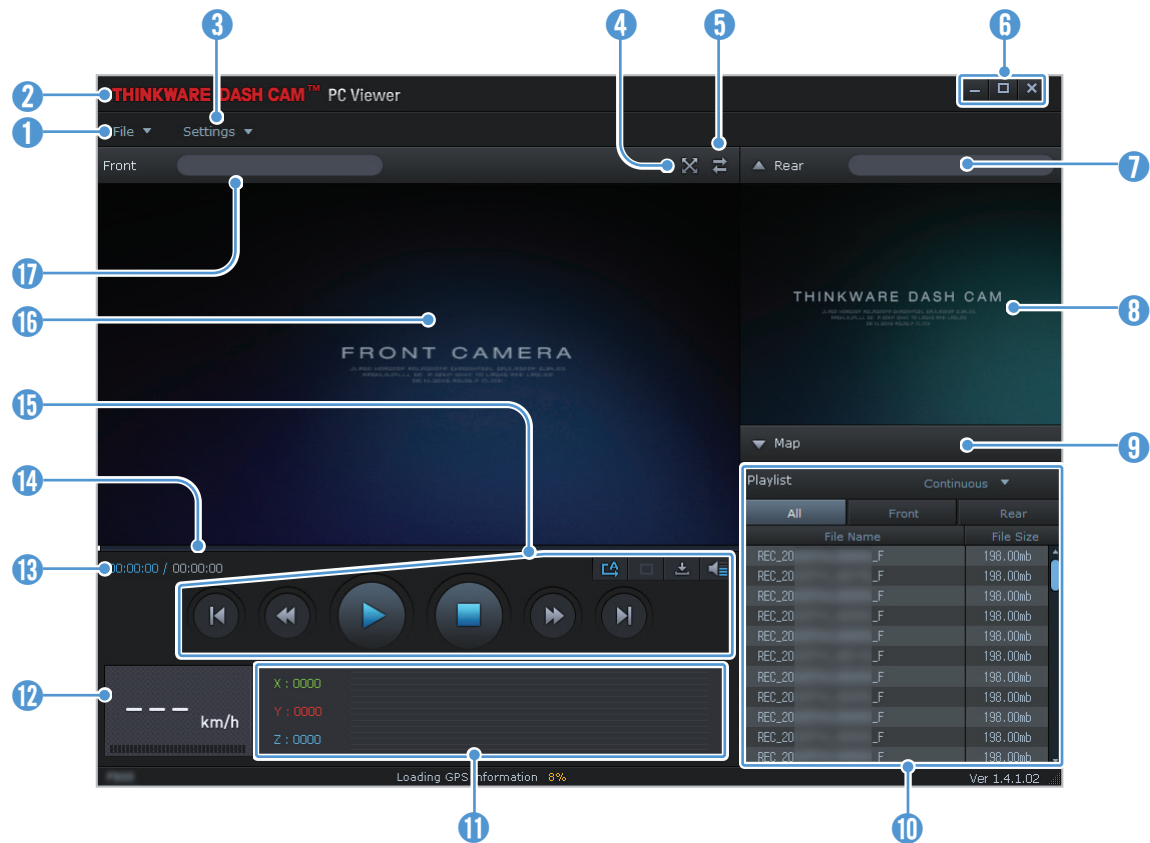 3
4
5
6
2
THINKWARE DASH CAM™ PC Viewer
1
File
Settings
Front
Rear
7
17
16
THINKWARE DASH CAM
8
FRONT CAMERA
15
Map
9
14
Playlist
Continuous
All
Front
Rear
File Name
File Size
13
00:00:00 / 00:00:00
REC_20 _F 198.00mb
REC_20 _F 198.00mb
REC_20 _F 198.00mb
REC_20 _F 198.00mb
REC_20 _F 198.00mb
REC_20 _F 198.00mb
REC_20 _F 198.00mb
REC_20 _F 198.00mb
REC_20 _F 198.00mb
REC_20 _F 198.00mb
REC_20 _F 198.00mb
12
km/h
X : 0000
Y : 0000
Z : 0000
Loading GPS information 8%
Ver 1.4.1.02
11
10